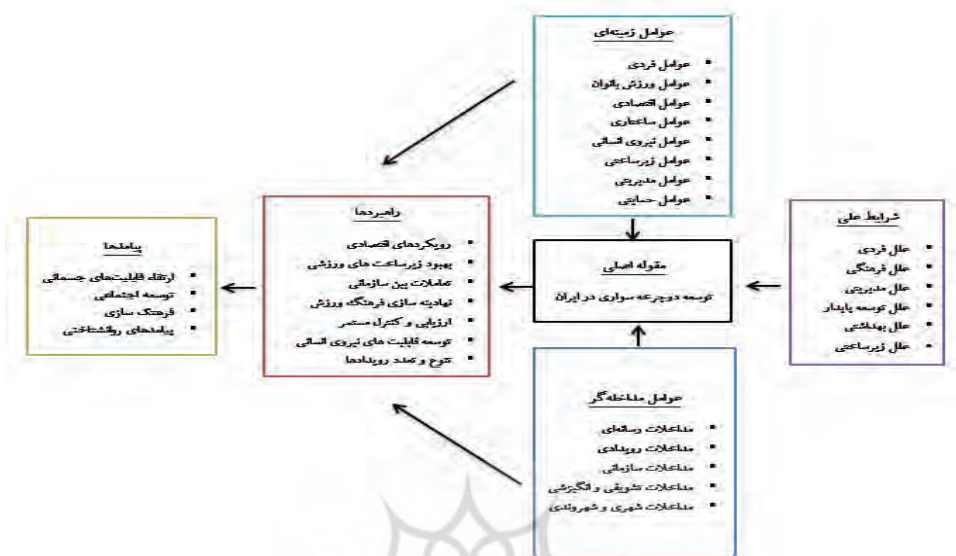 عوامل زمینه‌ای
عوامل فردی
عوامل ورزش بانوان
عوامل اقتصادی
عوامل ساختاری
عوامل نیروی انسانی
عوامل زیرساختی
عوامل مدیریتی
عوامل حمایتی
شرایط علی
علل فردی
علل فرهنگی
علل مدیریتی
علل توسعه پایدار
علل بهداشتی
علل زیرساختی
مقوله اصلی
توسعه دوچرخه سواری در ایران
عوامل مداخله‌گر
مداخلات رسانه‌ای
مداخلات رویدادی
مداخلات سازمانی
مداخلات تشویقی و انگیزشی
مداخلات شهری و شهروندی
راهبردها
رویکردهای اقتصادی
بهبود زیرساخت های ورزشی
تعاملات بین سازمانی
نهادینه سازی فرهنگ ورزش
ارزیابی و کنترل مستمر
توسعه قابلیت های نیروی انسانی
تنوع و تعدد رویدادها
پیامدها
ارتقاء قابلیت‌های جسمانی
توسعه اجتماعی
فرهنگ سازی
پیامدهای روانشناختی